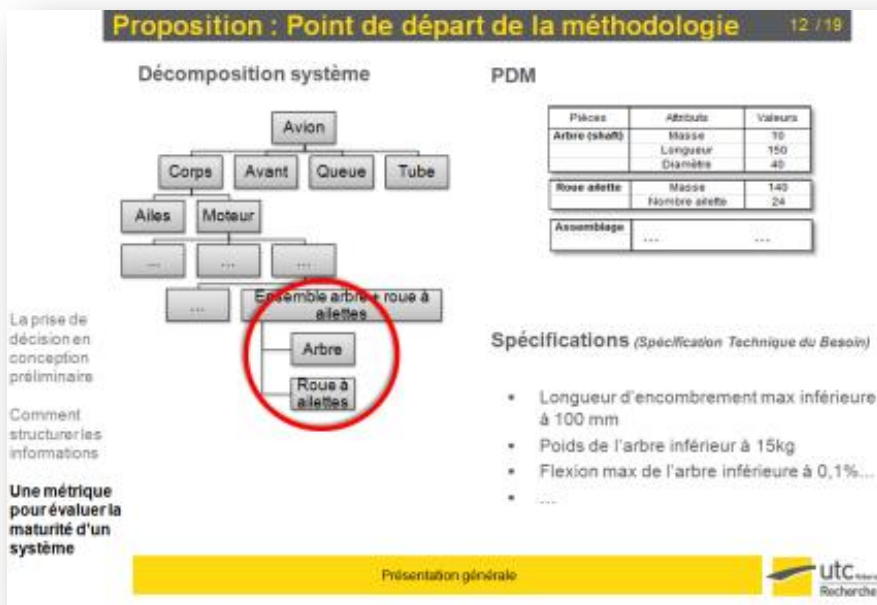 Proposition : Point de départ de la méthodologie
12 /19
Décomposition système
Avion
Corps
Avant
Queue
Tube
Ailes
Moteur
...
...
...
...
Ensemble arbre + roue à
ailettes
Arbre
Roue à
ailettes
PDM
Pièces Attributs Valeurs
Arbre (shaft) Masse 10
Longueur 150
Diamètre 40
Roue ailette Masse 140
Nombre ailette 24
Assemblage
... ...
Spécifications (Spécification Technique du Besoin)
▪ Longueur d'encombrement max inférieure
à 100 mm
▪ Poids de l'arbre inférieur à 15kg
▪ Flexion max de l'arbre inférieure à 0,1%...
▪ ....
La prise de
décision en
conception
préliminaire
Comment
structurer les
informations
Une métrique
pour évaluer la
maturité d'un
système
Présentation générale
utc
Recherche